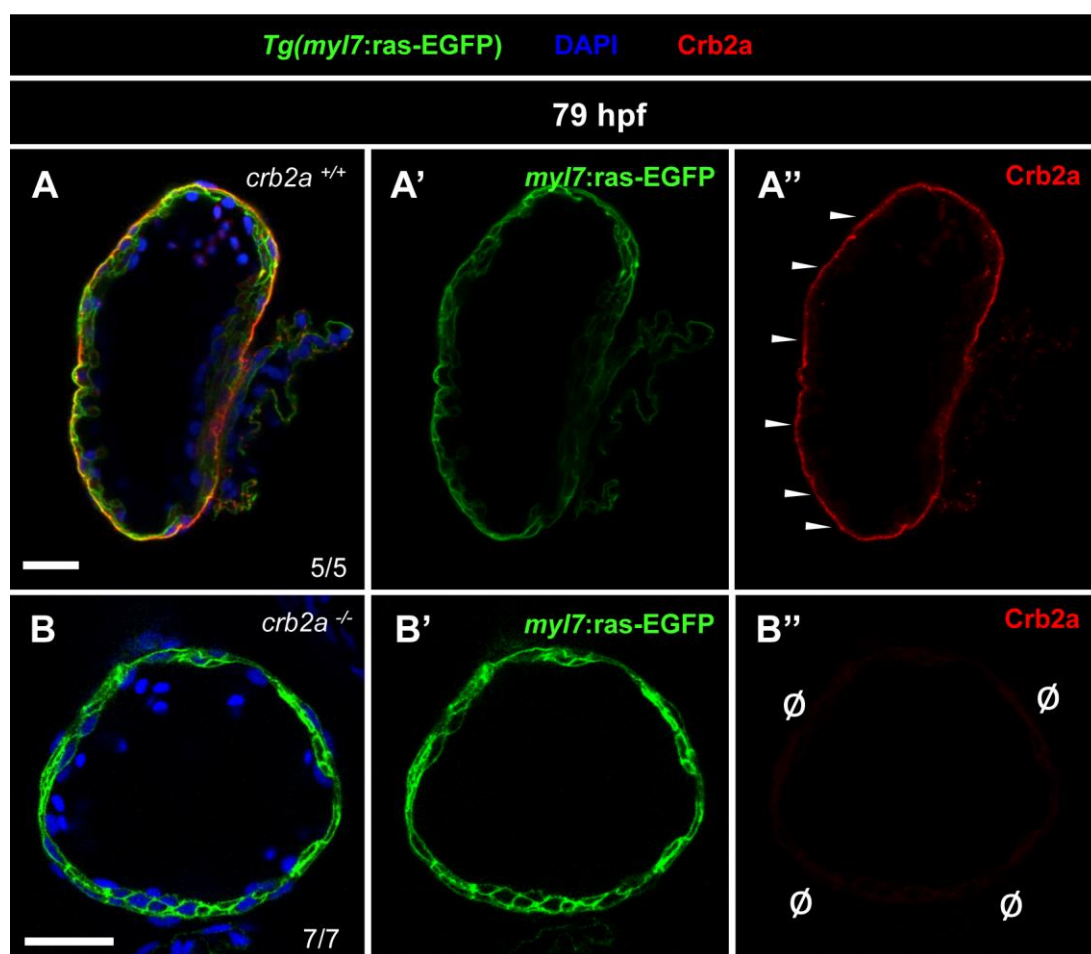 Tg(myl7:ras-EGFP) DAPI Crb2a
79 hpf
A crb2a +/+
5/5
A' myl7:ras-EGFP
A'' Crb2a
B crb2a -/-
7/7
B' myl7:ras-EGFP
B'' Crb2a
Ø Ø
Ø Ø